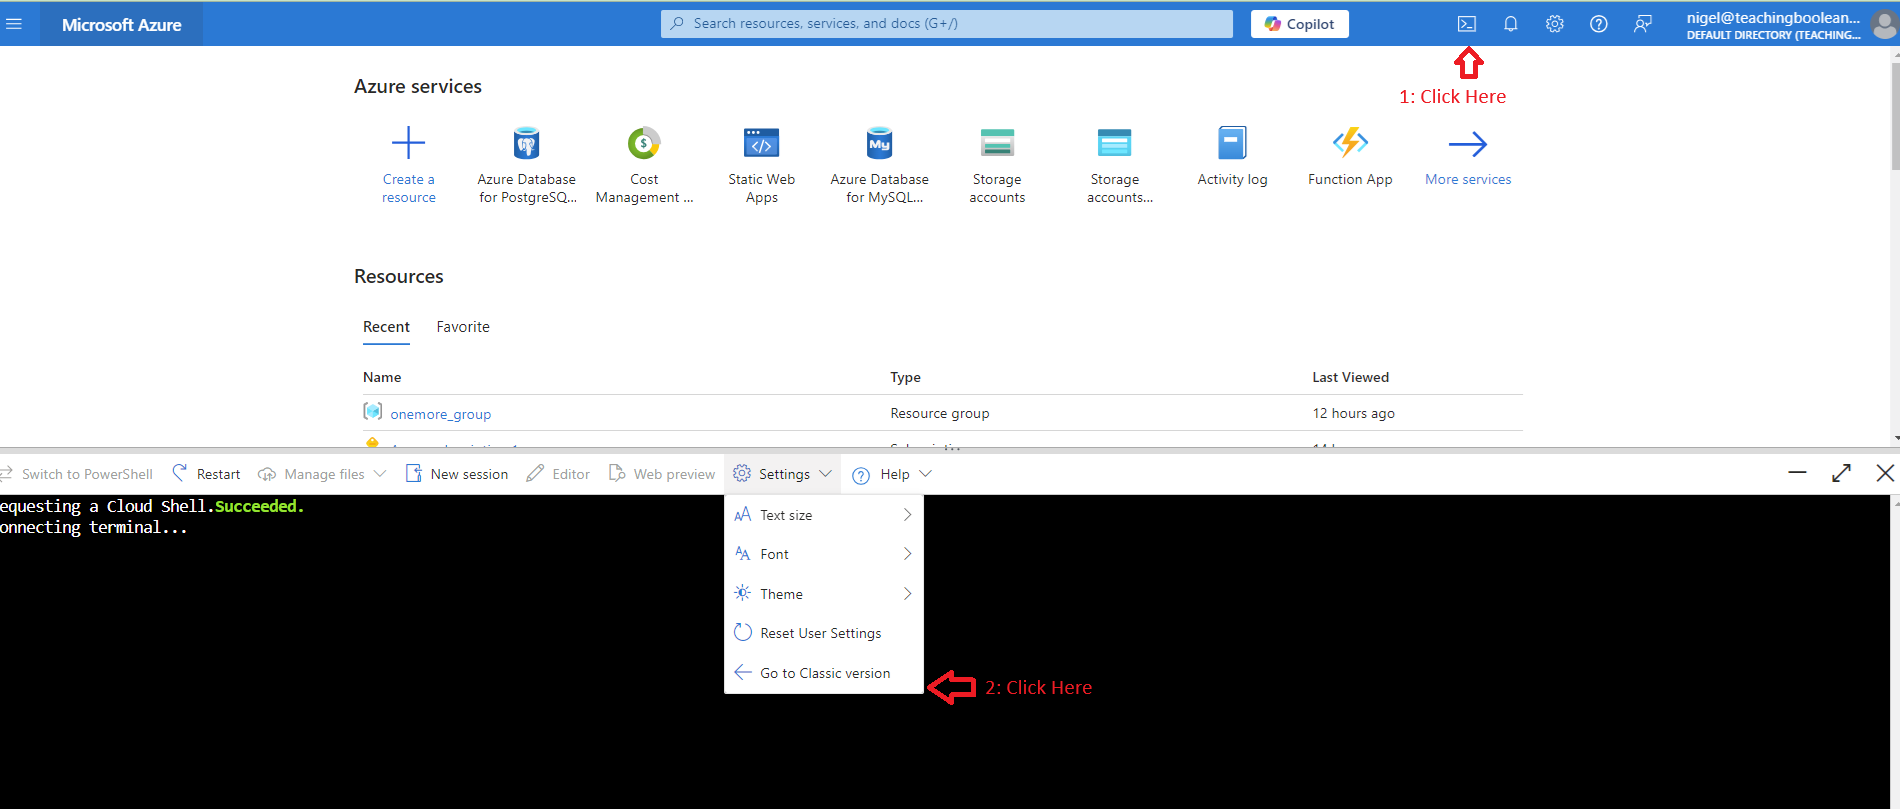 Microsoft Azure
Search resources, services, and docs (G+/)
Copilot
nigel@teachingboolean...
DEFAULT DIRECTORY (TEACHING...
1: Click Here
Azure services
Create a
resource
Azure Database
for PostgreSQ...
Cost
Management ...
$
Static Web
Apps
My
Azure Database
for MySQL...
Storage
accounts
Storage
accounts...
Activity log
Function App
More services
Resources
Recent
Favorite
Name
Type
Last Viewed
onemore_group
Resource group
12 hours ago
Switch to PowerShell
Restart
Manage files
New session
Editor
Web preview
Settings
Help
equesting a Cloud Shell.Succeeded.
onnecting terminal...
Text size
Font
Theme
Reset User Settings
Go to Classic version
2: Click Here